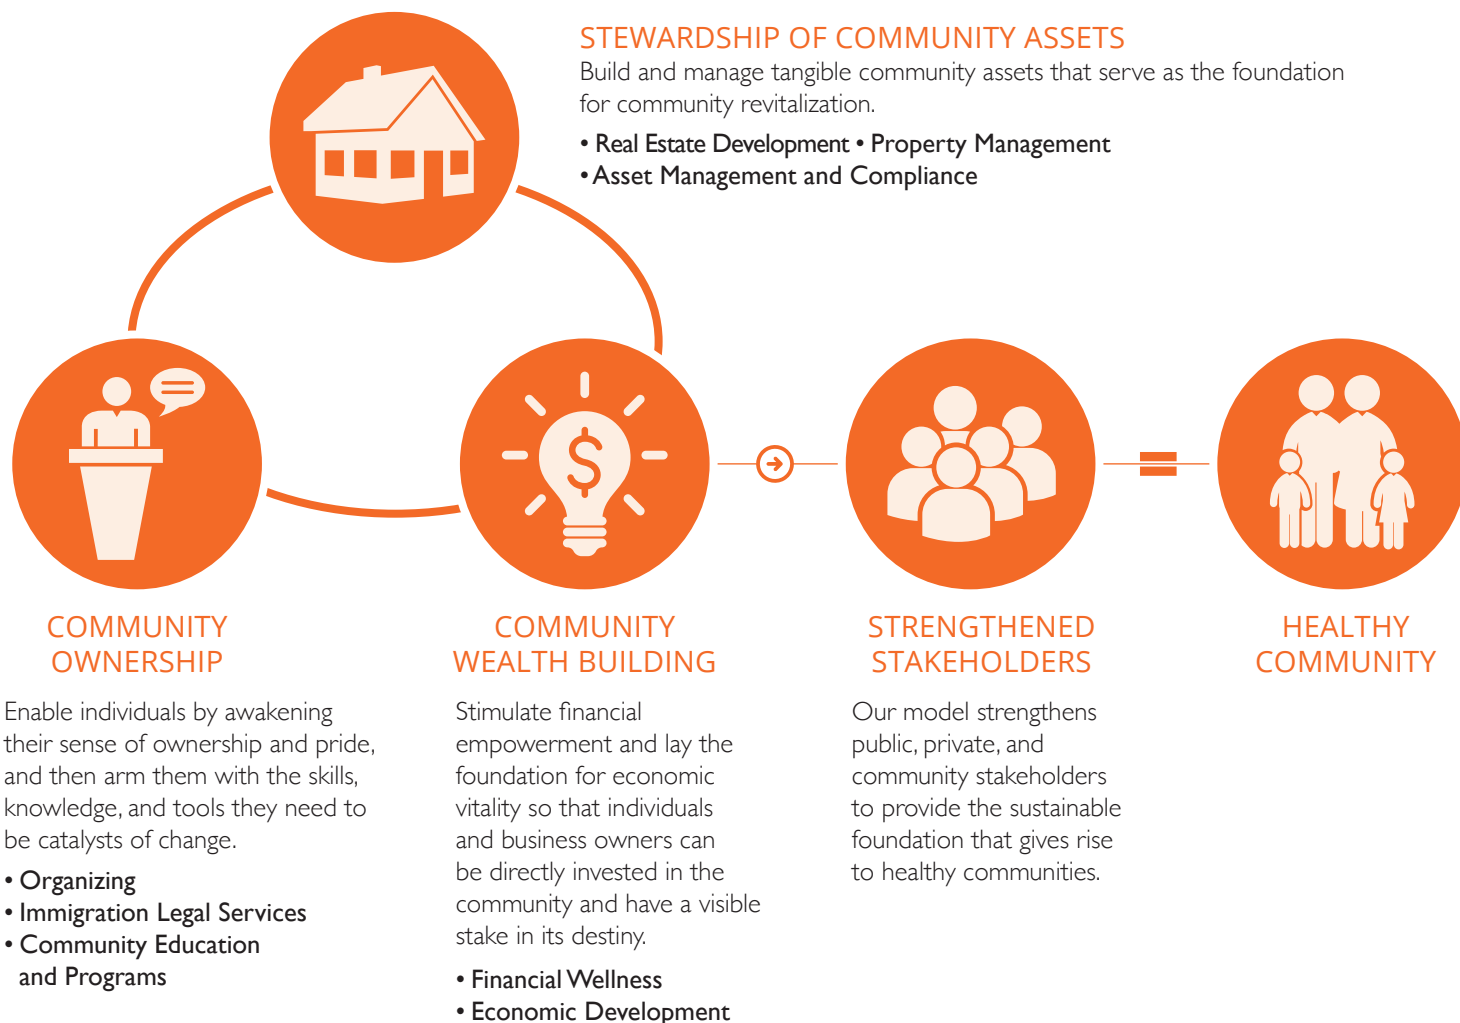 STEWARDSHIP OF COMMUNITY ASSETS
Build and manage tangible community assets that serve as the foundation
for community revitalization.
• Real Estate Development • Property Management
• Asset Management and Compliance
$
COMMUNITY
OWNERSHIP
Enable individuals by awakening
their sense of ownership and pride,
and then arm them with the skills,
knowledge, and tools they need to
be catalysts of change.
• Organizing
• Immigration Legal Services
• Community Education
and Programs
COMMUNITY
WEALTH BUILDING
Stimulate financial
empowerment and lay the
foundation for economic
vitality so that individuals
and business owners can
be directly invested in the
community and have a visible
stake in its destiny.
• Financial Wellness
• Economic Development
STRENGTHENED
STAKEHOLDERS
Our model strengthens
public, private, and
community stakeholders
to provide the sustainable
foundation that gives rise
to healthy communities.
HEALTHY
COMMUNITY